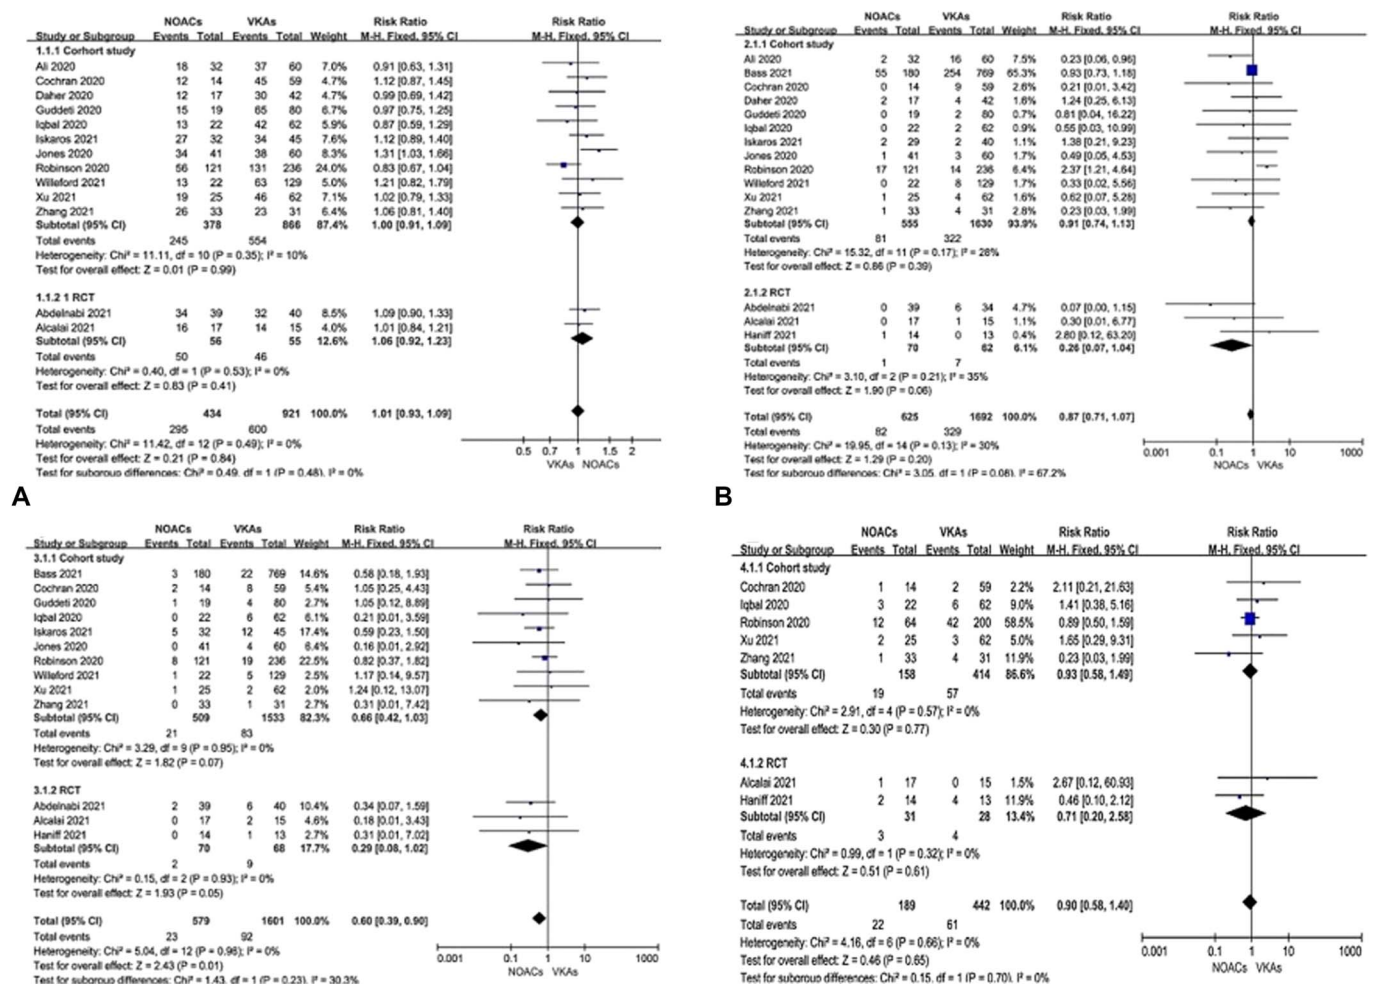 NOACs VKAs Risk Ratio Risk Ratio
Study or Subgroup Events Total Events Total Weight M-H. Fixed. 95% CI M-H. Fixed. 95% CI
1.1.1 Corhort study
Ali 2020 18 32 37 60 7.0% 0.91 [0.63, 1.31]
Cochran 2020 12 14 45 59 4.7% 1.12 [0.87, 1.45]
Daher 2020 12 17 30 42 4.7% 0.99 [0.69, 1.42]
Guddeti 2020 15 19 65 80 6.7% 0.97 [0.75, 1.25]
Iqbal 2020 13 22 42 62 5.9% 0.87 [0.59, 1.29]
Iskaros 2021 27 32 34 45 7.6% 1.12 [0.89, 1.40]
Jones 2020 34 41 38 60 8.3% 1.31 [1.03, 1.66]
Robinson 2020 56 121 131 236 24.0% 0.83 [0.67, 1.04]
Willeford 2021 13 22 63 129 5.0% 1.21 [0.82, 1.79]
Xu 2021 19 25 46 62 7.1% 1.02 [0.79, 1.33]
Zhang 2021 26 33 23 31 6.4% 1.06 [0.81, 1.40]
Subtotal (95% CI) 378 866 87.4% 1.00 [0.91, 1.09]
Total events 245 554
Heterogeneity: Chi² = 11.11, df = 10 (P = 0.35); I² = 10%
Test for overall effect: Z = 0.01 (P = 0.99)
1.1.2 1 RCT
Abdelnabi 2021 34 39 32 40 8.5% 1.09 [0.90, 1.33]
Alcalai 2021 16 17 14 15 4.0% 1.01 [0.84, 1.21]
Subtotal (95% CI) 56 55 12.6% 1.06 [0.92, 1.23]
Total events 50 46
Heterogeneity: Chi² = 0.40, df = 1 (P = 0.53); I² = 0%
Test for overall effect: Z = 0.83 (P = 0.41)
Total (95% CI) 434 921 100.0% 1.01 [0.93, 1.09]
Total events 295 600
Heterogeneity: Chi² = 11.42, df = 12 (P = 0.49); I² = 0%
Test for overall effect: Z = 0.21 (P = 0.84)
Test for subgroup differences: Chi² = 0.49. df = 1 (P = 0.48). I² = 0%
0.5 0.7 1 1.5 2
VKAs NOACs
A
NOACs VKAs Risk Ratio Risk Ratio
Study or Subgroup Events Total Events Total Weight M-H. Fixed. 95% CI M-H. Fixed. 95% CI
2.1.1 Cohort study
Ali 2020 2 32 16 60 7.5% 0.23 [0.06, 0.96]
Bass 2021 55 180 254 769 65.3% 0.93 [0.73, 1.18]
Cochran 2020 0 14 9 59 2.6% 0.21 [0.01, 3.42]
Daher 2020 2 17 4 42 1.6% 1.24 [0.25, 6.13]
Guddeti 2020 0 19 2 80 0.7% 0.81 [0.04, 16.22]
Iqbal 2020 0 22 2 62 0.9% 0.55 [0.03, 10.99]
Iskaros 2021 2 29 2 40 1.1% 1.38 [0.21, 9.23]
Jones 2020 1 41 3 60 1.6% 0.49 [0.05, 4.53]
Robinson 2020 17 121 14 236 6.4% 2.37 [1.21, 4.64]
Willeford 2021 0 22 8 129 1.8% 0.33 [0.02, 5.56]
Xu 2021 1 25 4 62 1.6% 0.62 [0.07, 5.28]
Zhang 2021 1 33 4 31 2.8% 0.23 [0.03, 1.99]
Subtotal (95% CI) 555 1630 93.9% 0.91 [0.74, 1.13]
Total events 81 322
Heterogeneity: Chi² = 15.32, df = 11 (P = 0.17); I² = 28%
Test for overall effect: Z = 0.86 (P = 0.39)
2.1.2 RCT
Abdelnabi 2021 0 39 6 34 4.7% 0.07 [0.00, 1.15]
Alcalai 2021 0 17 1 15 1.1% 0.30 [0.01, 6.77]
Haniff 2021 1 14 0 13 0.4% 2.80 [0.12, 63.20]
Subtotal (95% CI) 70 62 6.1% 0.26 [0.07, 1.04]
Total events 1 7
Heterogeneity: Chi² = 3.10, df = 2 (P = 0.21); I² = 35%
Test for overall effect: Z = 1.90 (P = 0.06)
Total (95% CI) 625 1692 100.0% 0.87 [0.71, 1.07]
Total events 82 329
Heterogeneity: Chi² = 19.95, df = 14 (P = 0.13); I² = 30%
Test for overall effect: Z = 1.29 (P = 0.20)
Test for subgroup differences: Chi² = 3.05. df = 1 (P = 0.08). I² = 67.2%
0.001 0.1 1 10 1000
NOACs VKAs
B
NOACs VKAs Risk Ratio Risk Ratio
Study or Subgroup Events Total Events Total Weight M-H. Fixed. 95% CI M-H. Fixed. 95% CI
3.1.1 Cohort study
Bass 2021 3 180 22 769 14.6% 0.58 [0.18, 1.93]
Cochran 2020 2 14 8 59 5.4% 1.05 [0.25, 4.43]
Guddeti 2020 1 19 4 80 2.7% 1.05 [0.12, 8.89]
Iqbal 2020 0 22 6 62 6.1% 0.21 [0.01, 3.59]
Iskaros 2021 5 32 12 45 17.4% 0.59 [0.23, 1.50]
Jones 2020 0 41 4 60 6.4% 0.16 [0.01, 2.92]
Robinson 2020 8 121 19 236 22.5% 0.82 [0.37, 1.82]
Willeford 2021 1 22 5 129 2.5% 1.17 [0.14, 9.57]
Xu 2021 1 25 2 62 2.0% 1.24 [0.12, 13.07]
Zhang 2021 0 33 1 31 2.7% 0.31 [0.01, 7.42]
Subtotal (95% CI) 509 1533 82.3% 0.66 [0.42, 1.03]
Total events 21 83
Heterogeneity: Chi² = 3.29, df = 9 (P = 0.95); I² = 0%
Test for overall effect: Z = 1.82 (P = 0.07)
3.1.2 RCT
Abdelnabi 2021 2 39 6 40 10.4% 0.34 [0.07, 1.59]
Alcalai 2021 0 17 2 15 4.6% 0.18 [0.01, 3.43]
Haniff 2021 0 14 1 13 2.7% 0.31 [0.01, 7.02]
Subtotal (95% CI) 70 68 17.7% 0.29 [0.08, 1.02]
Total events 2 9
Heterogeneity: Chi² = 0.15, df = 2 (P = 0.93); I² = 0%
Test for overall effect: Z = 1.93 (P = 0.05)
Total (95% CI) 579 1601 100.0% 0.60 [0.39, 0.90]
Total events 23 92
Heterogeneity: Chi² = 5.04, df = 12 (P = 0.96); I² = 0%
Test for overall effect: Z = 2.43 (P = 0.01)
Test for subgroup differences: Chi² = 1.43. df = 1 (P = 0.23). I² = 30.3%
0.001 0.1 1 10 1000
NOACs VKAs
NOACs VKAs Risk Ratio Risk Ratio
Study or Subgroup Events Total Events Total Weight M-H. Fixed. 95% CI M-H. Fixed. 95% CI
4.1.1 Cohort study
Cochran 2020 1 14 2 59 2.2% 2.11 [0.21, 21.63]
Iqbal 2020 3 22 6 62 9.0% 1.41 [0.38, 5.16]
Robinson 2020 12 64 42 200 58.5% 0.89 [0.50, 1.59]
Xu 2021 2 25 3 62 5.0% 1.65 [0.29, 9.31]
Zhang 2021 1 33 4 31 11.9% 0.23 [0.03, 1.99]
Subtotal (95% CI) 158 414 86.6% 0.93 [0.58, 1.49]
Total events 19 57
Heterogeneity: Chi² = 2.91, df = 4 (P = 0.57); I² = 0%
Test for overall effect: Z = 0.30 (P = 0.77)
4.1.2 RCT
Alcalai 2021 1 17 0 15 1.5% 2.67 [0.12, 60.93]
Haniff 2021 2 14 4 13 11.9% 0.46 [0.10, 2.12]
Subtotal (95% CI) 31 28 13.4% 0.71 [0.20, 2.58]
Total events 3 4
Heterogeneity: Chi² = 0.99, df = 1 (P = 0.32); I² = 0%
Test for overall effect: Z = 0.51 (P = 0.61)
Total (95% CI) 189 442 100.0% 0.90 [0.58, 1.40]
Total events 22 61
Heterogeneity: Chi² = 4.16, df = 6 (P = 0.66); I² = 0%
Test for overall effect: Z = 0.46 (P = 0.65)
Test for subgroup differences: Chi² = 0.15. df = 1 (P = 0.70). I² = 0%
0.001 0.1 1 10 1000
NOACs VKAs